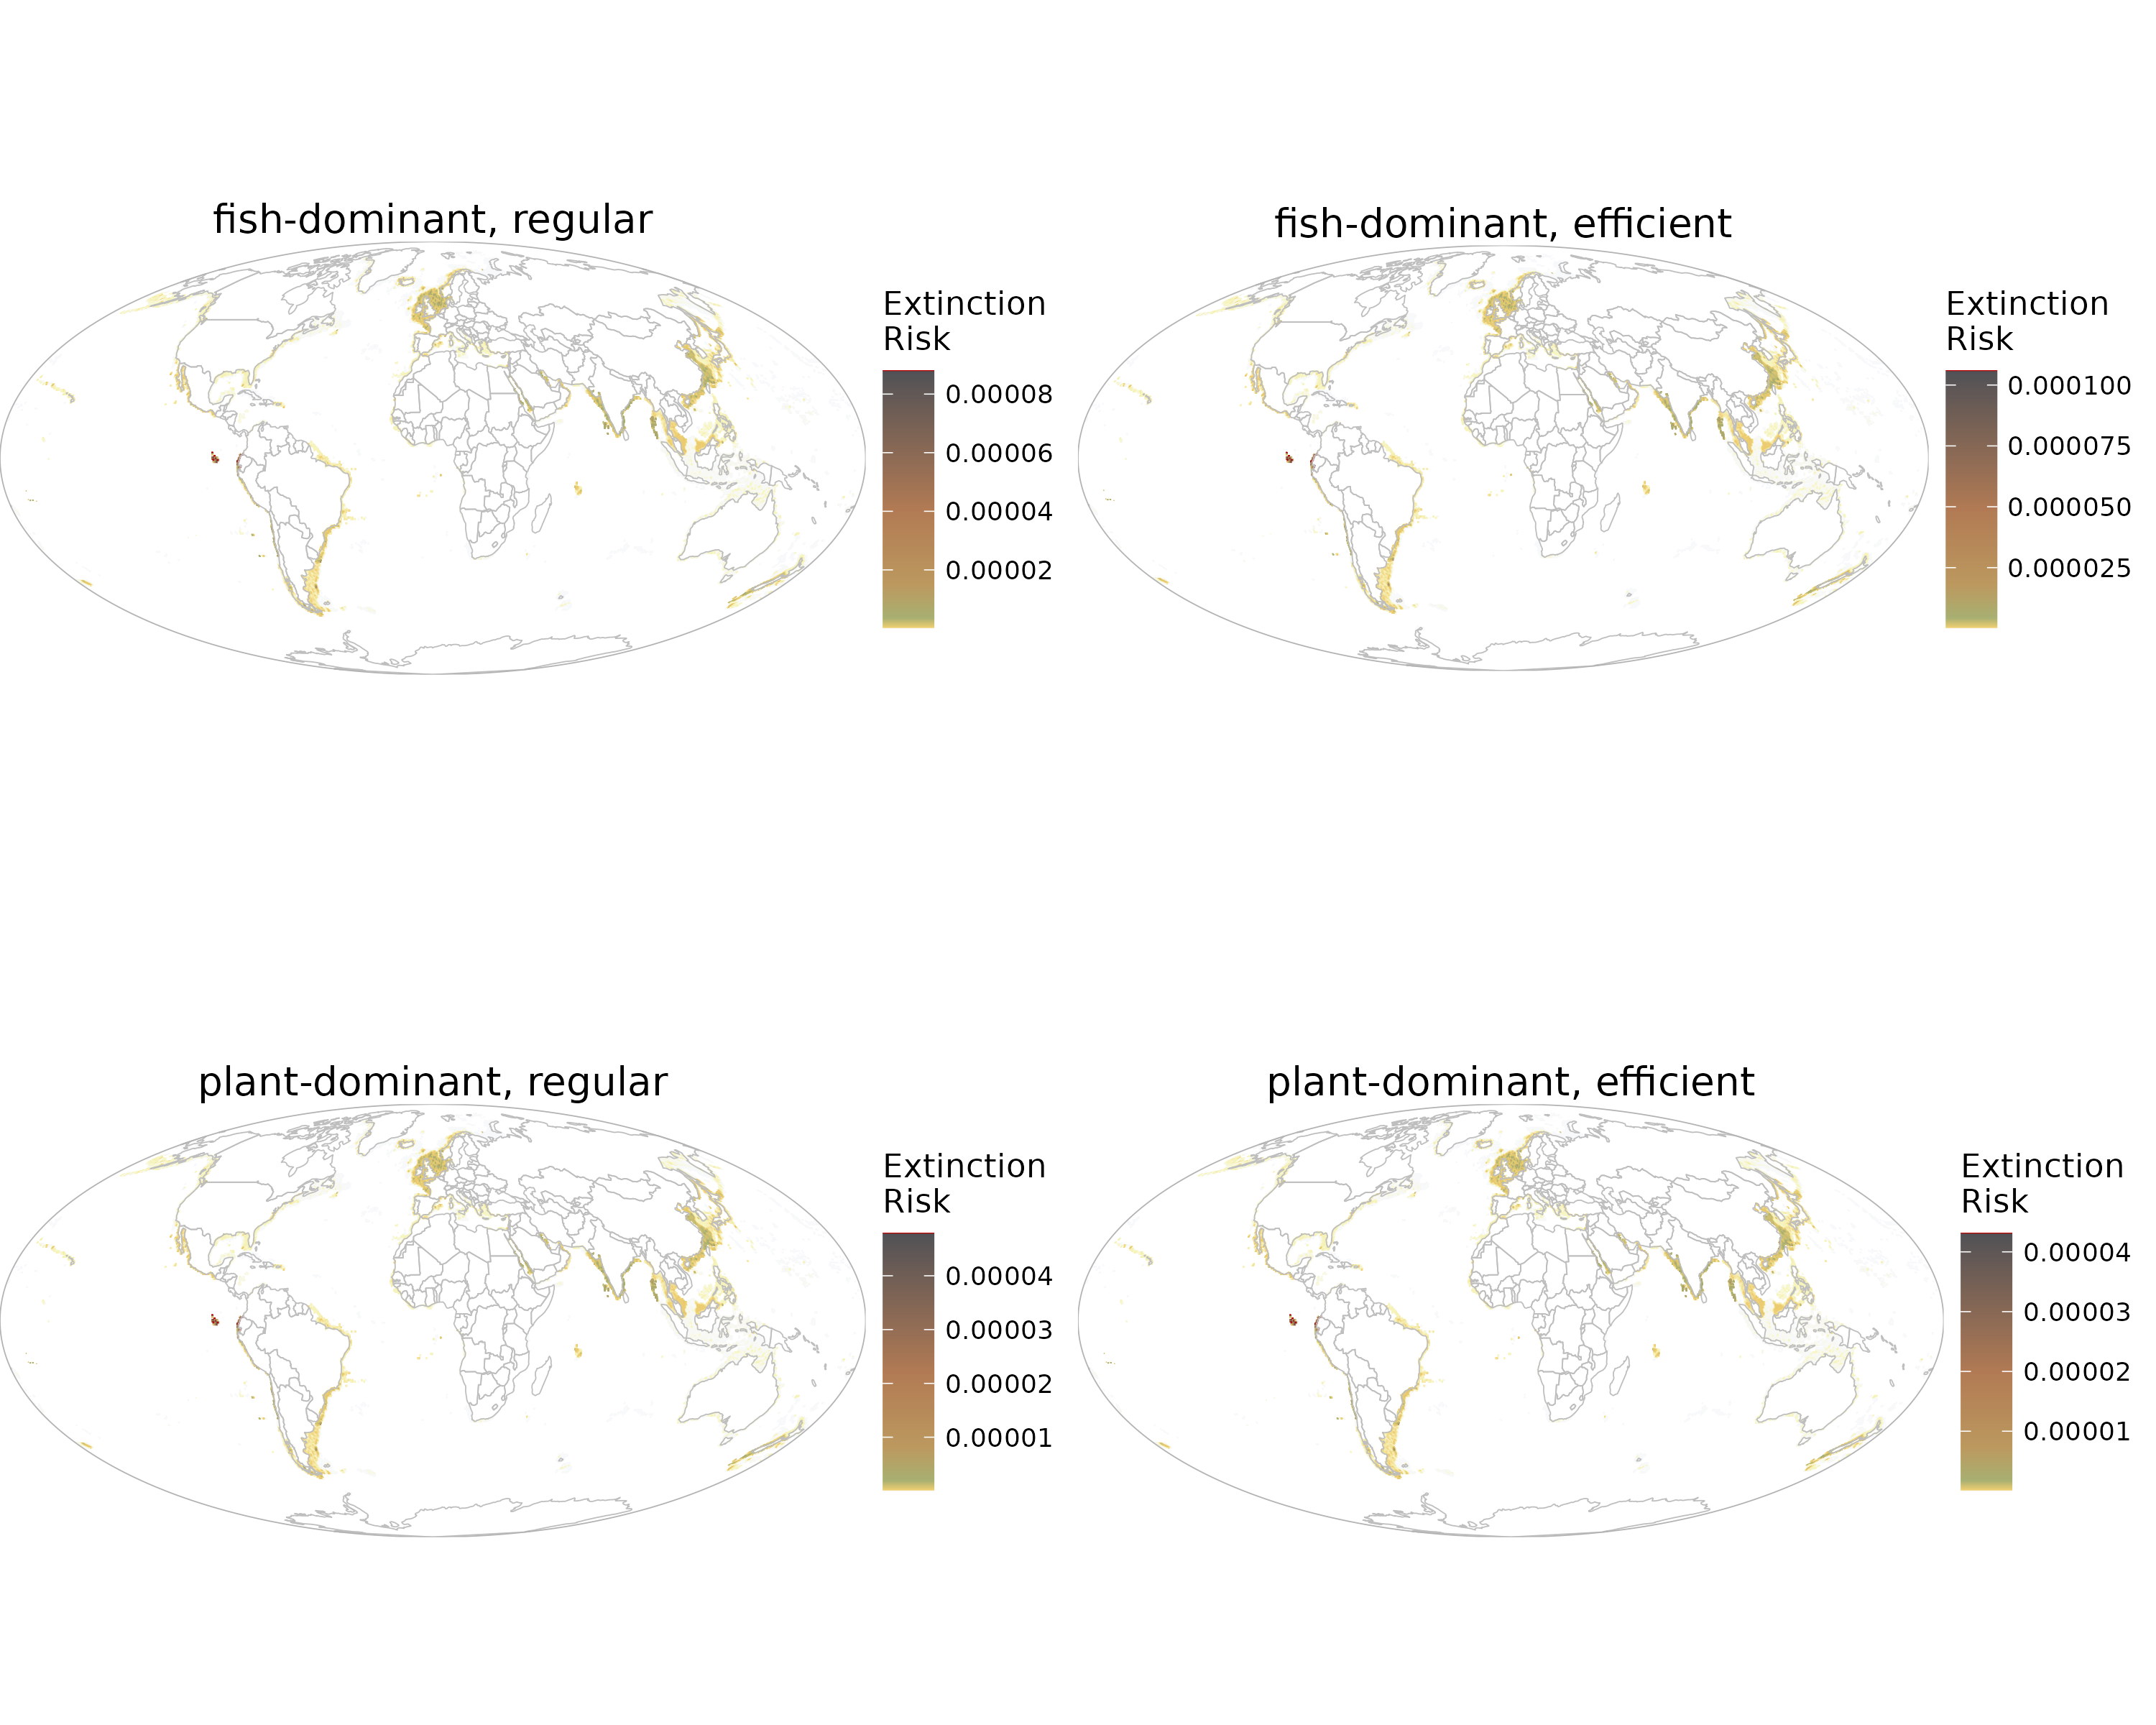 fish-dominant, regular
Extinction
Risk
0.00008
0.00006
0.00004
0.00002
fish-dominant, efficient
Extinction
Risk
0.000100
0.000075
0.000050
0.000025
plant-dominant, regular
Extinction
Risk
0.00004
0.00003
0.00002
0.00001
plant-dominant, efficient
Extinction
Risk
0.00004
0.00003
0.00002
0.00001